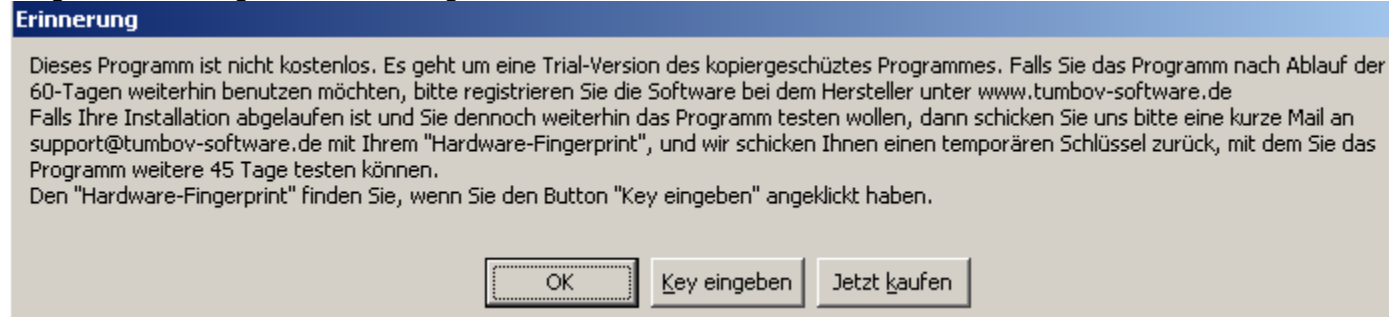 Erinnerung
Dieses Programm ist nicht kostenlos. Es geht um eine Trial-Version des kopiergeschüztes Programmes. Falls Sie das Programm nach Ablauf der
60-Tagen weiterhin benutzen möchten, bitte registrieren Sie die Software bei dem Hersteller unter www.tumbov-software.de
Falls Ihre Installation abgelaufen ist und Sie dennoch weiterhin das Programm testen wollen, dann schicken Sie uns bitte eine kurze Mail an
support@tumbov-software.de mit Ihrem "Hardware-Fingerprint", und wir schicken Ihnen einen temporären Schlüssel zurück, mit dem Sie das
Programm weitere 45 Tage testen können.
Den "Hardware-Fingerprint" finden Sie, wenn Sie den Button "Key eingeben" angeklickt haben.
OK Key eingeben Jetzt kaufen